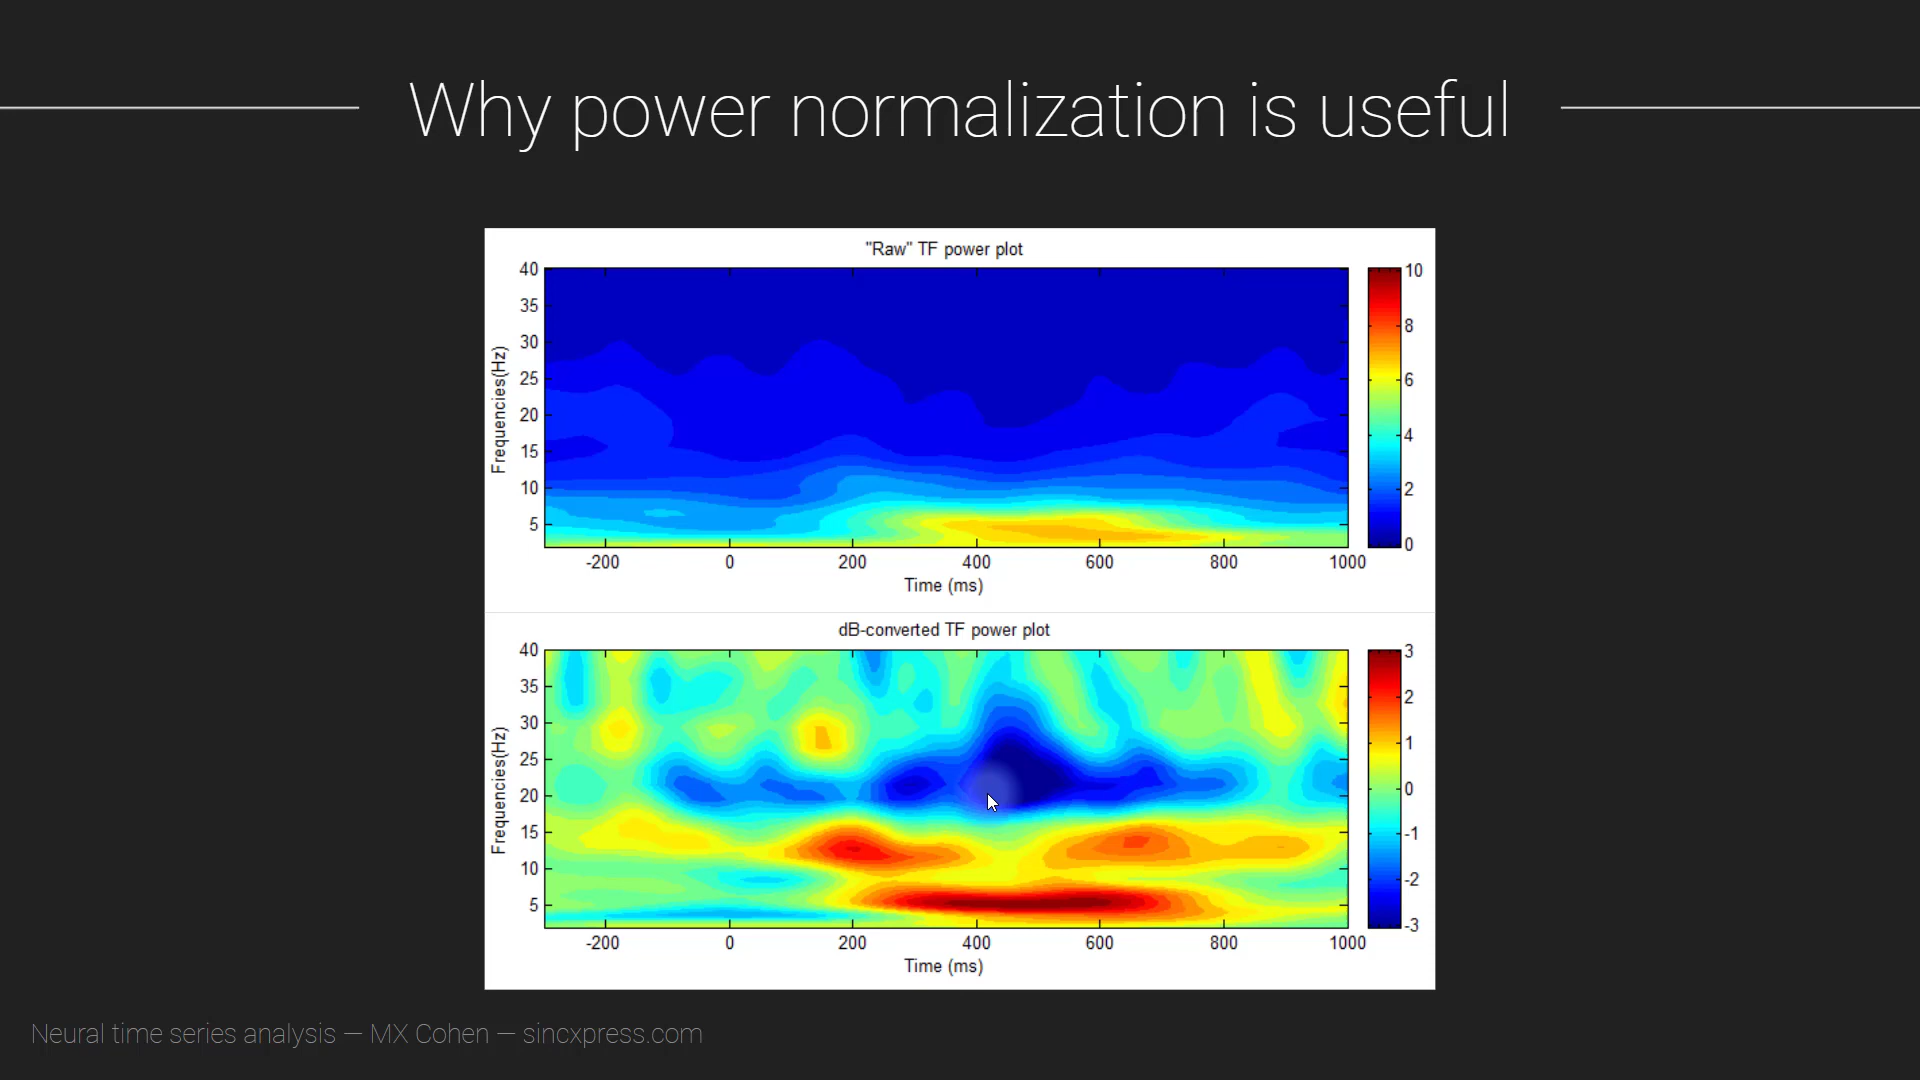 Why power normalization is useful
"Raw" TF power plot
40
35
30
25
20
15
10
5
Frequencies(Hz)
-200 0 200 400 600 800 1000
Time (ms)
10
8
6
4
2
0
dB-converted TF power plot
40
35
30
25
20
15
10
5
Frequencies(Hz)
-200 0 200 400 600 800 1000
Time (ms)
3
2
1
0
-1
-2
-3
Neural time series analysis — MX Cohen — sincxpress.com